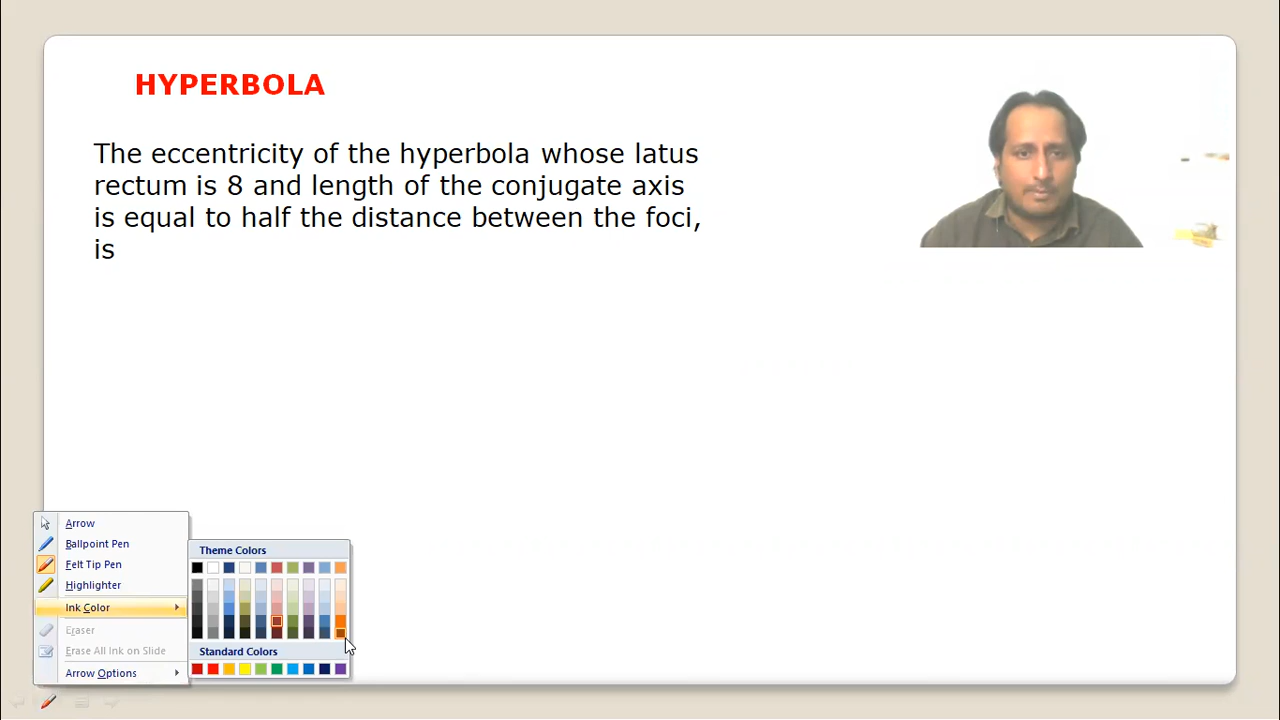 HYPERBOLA
The eccentricity of the hyperbola whose latus
rectum is 8 and length of the conjugate axis
is equal to half the distance between the foci,
is
Arrow
Ballpoint Pen
Felt Tip Pen
Highlighter
Ink Color
Eraser
Erase All Ink on Slide
Arrow Options
Theme Colors
Standard Colors